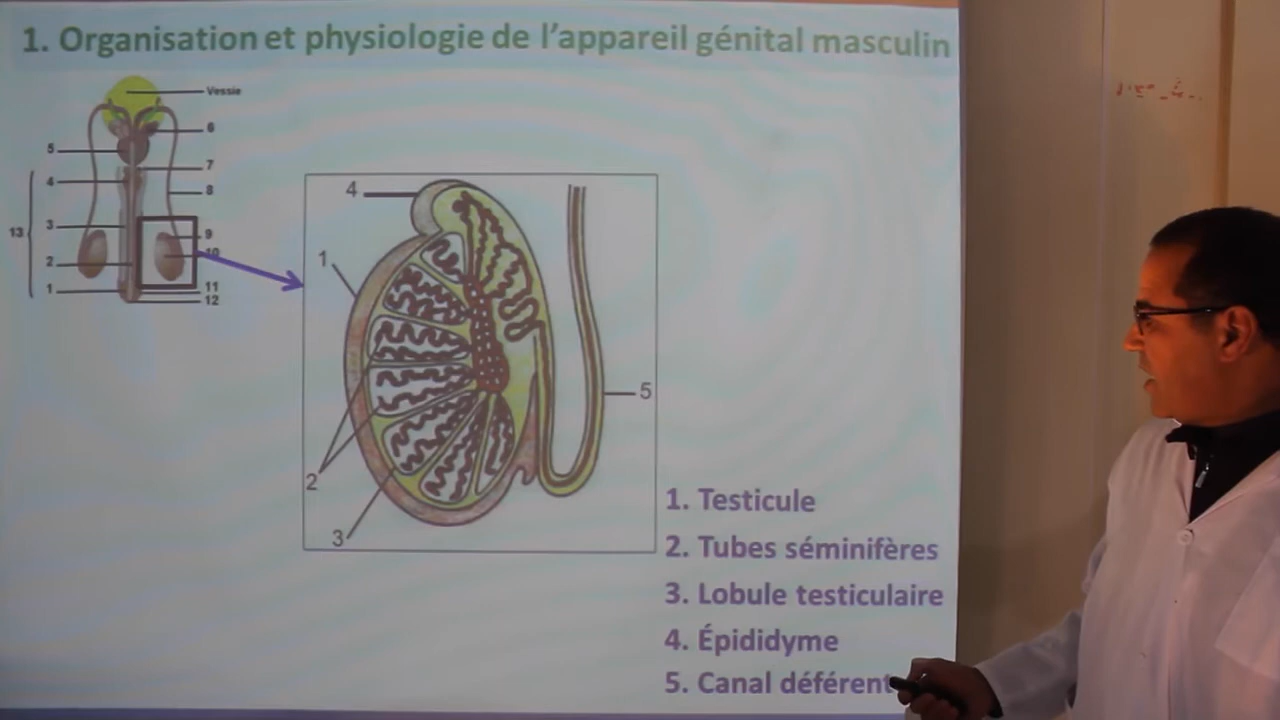 1. Organisation et physiologie de l'appareil génital masculin
Vessie
6
5
7
4
8
13
3
9
2
10
1
11
12
4
1
5
2
3
1. Testicule
2. Tubes séminifères
3. Lobule testiculaire
4. Épididyme
5. Canal déférent